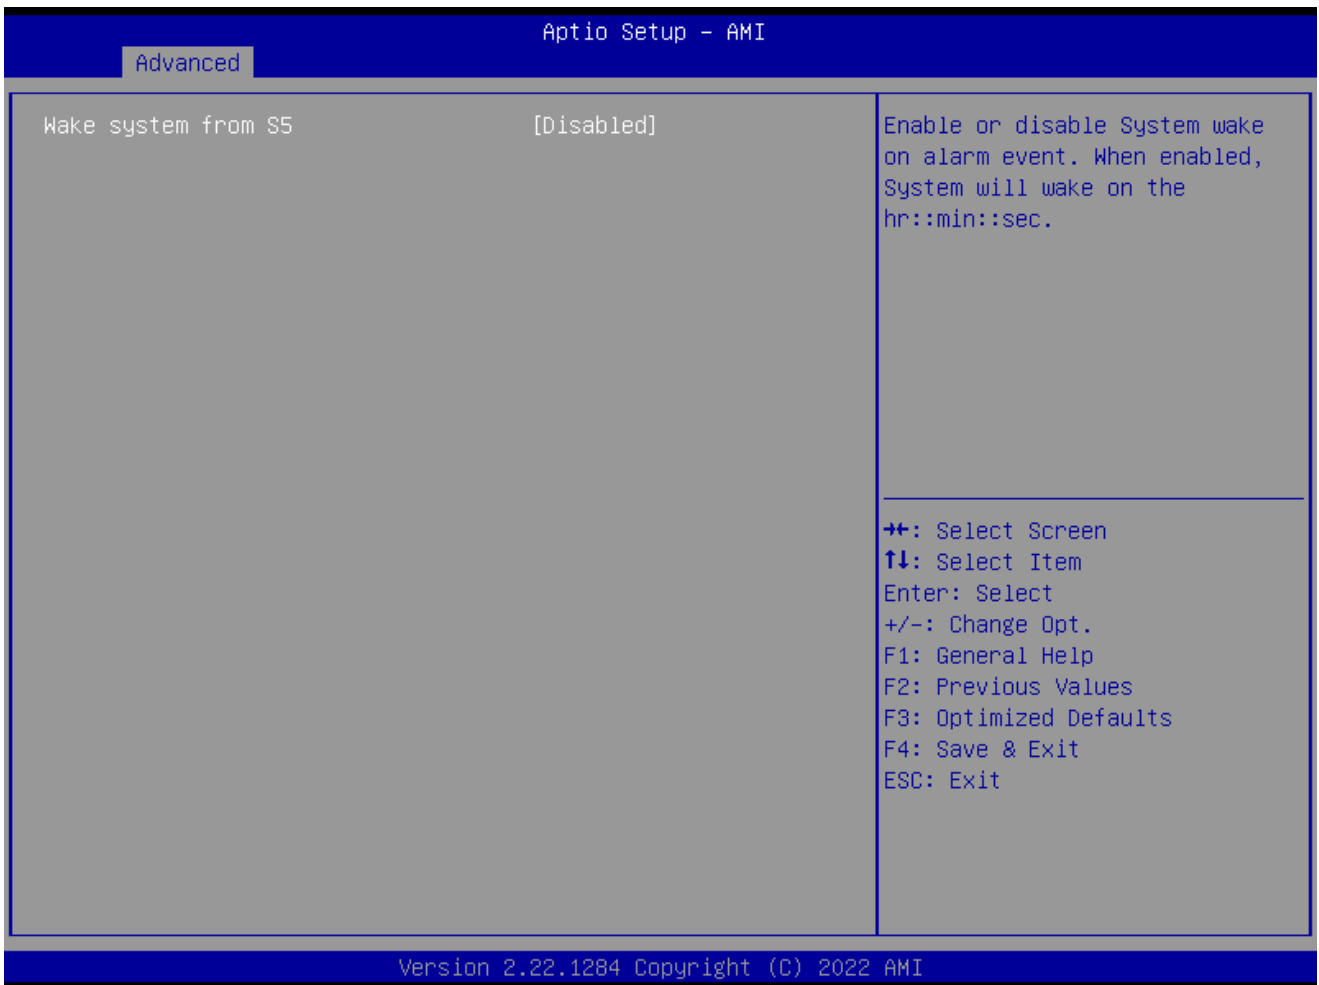 Aptio Setup – AMI
Advanced
Wake system from S5 [Disabled]
Enable or disable System wake
on alarm event. When enabled,
System will wake on the
hr::min::sec.
→←: Select Screen
↑↓: Select Item
Enter: Select
+/-: Change Opt.
F1: General Help
F2: Previous Values
F3: Optimized Defaults
F4: Save & Exit
ESC: Exit
Version 2.22.1284 Copyright (C) 2022 AMI